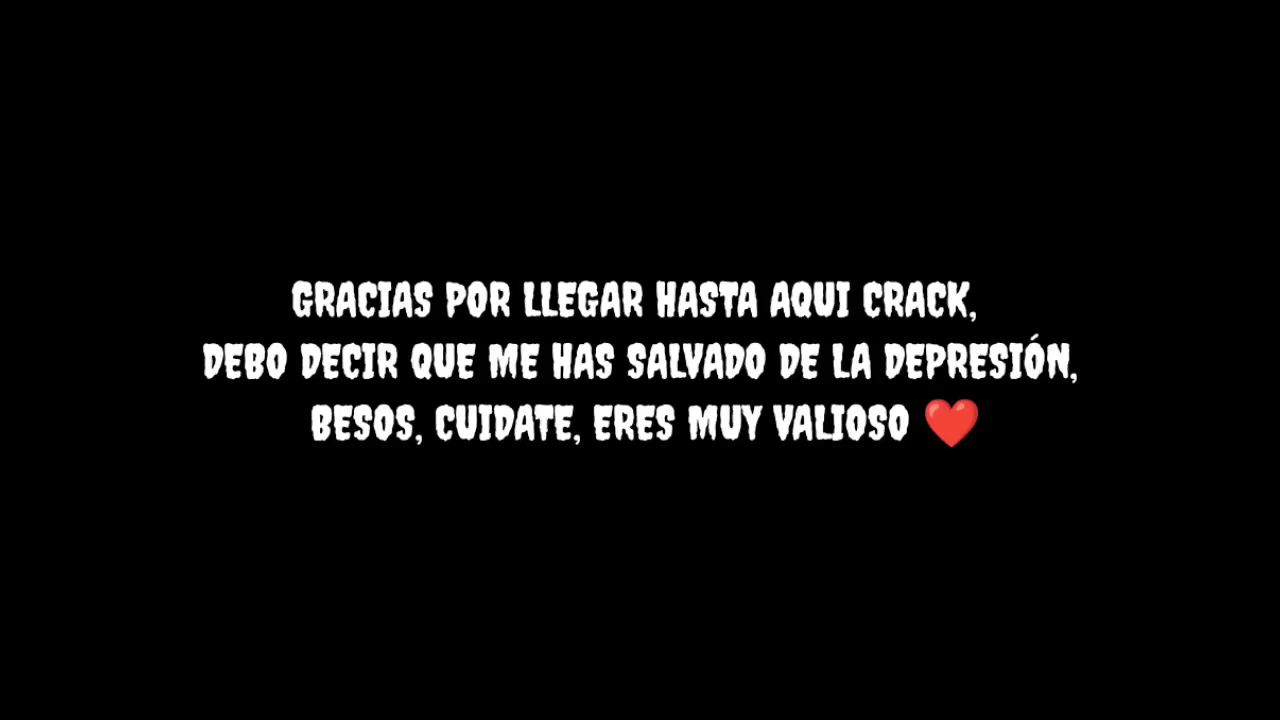 GRACIAS POR LLEGAR HASTA AQUI CRACK,
DEBO DECIR QUE ME HAS SALVADO DE LA DEPRESIÓN,
BESOS, CUIDATE, ERES MUY VALIOSO ❤️